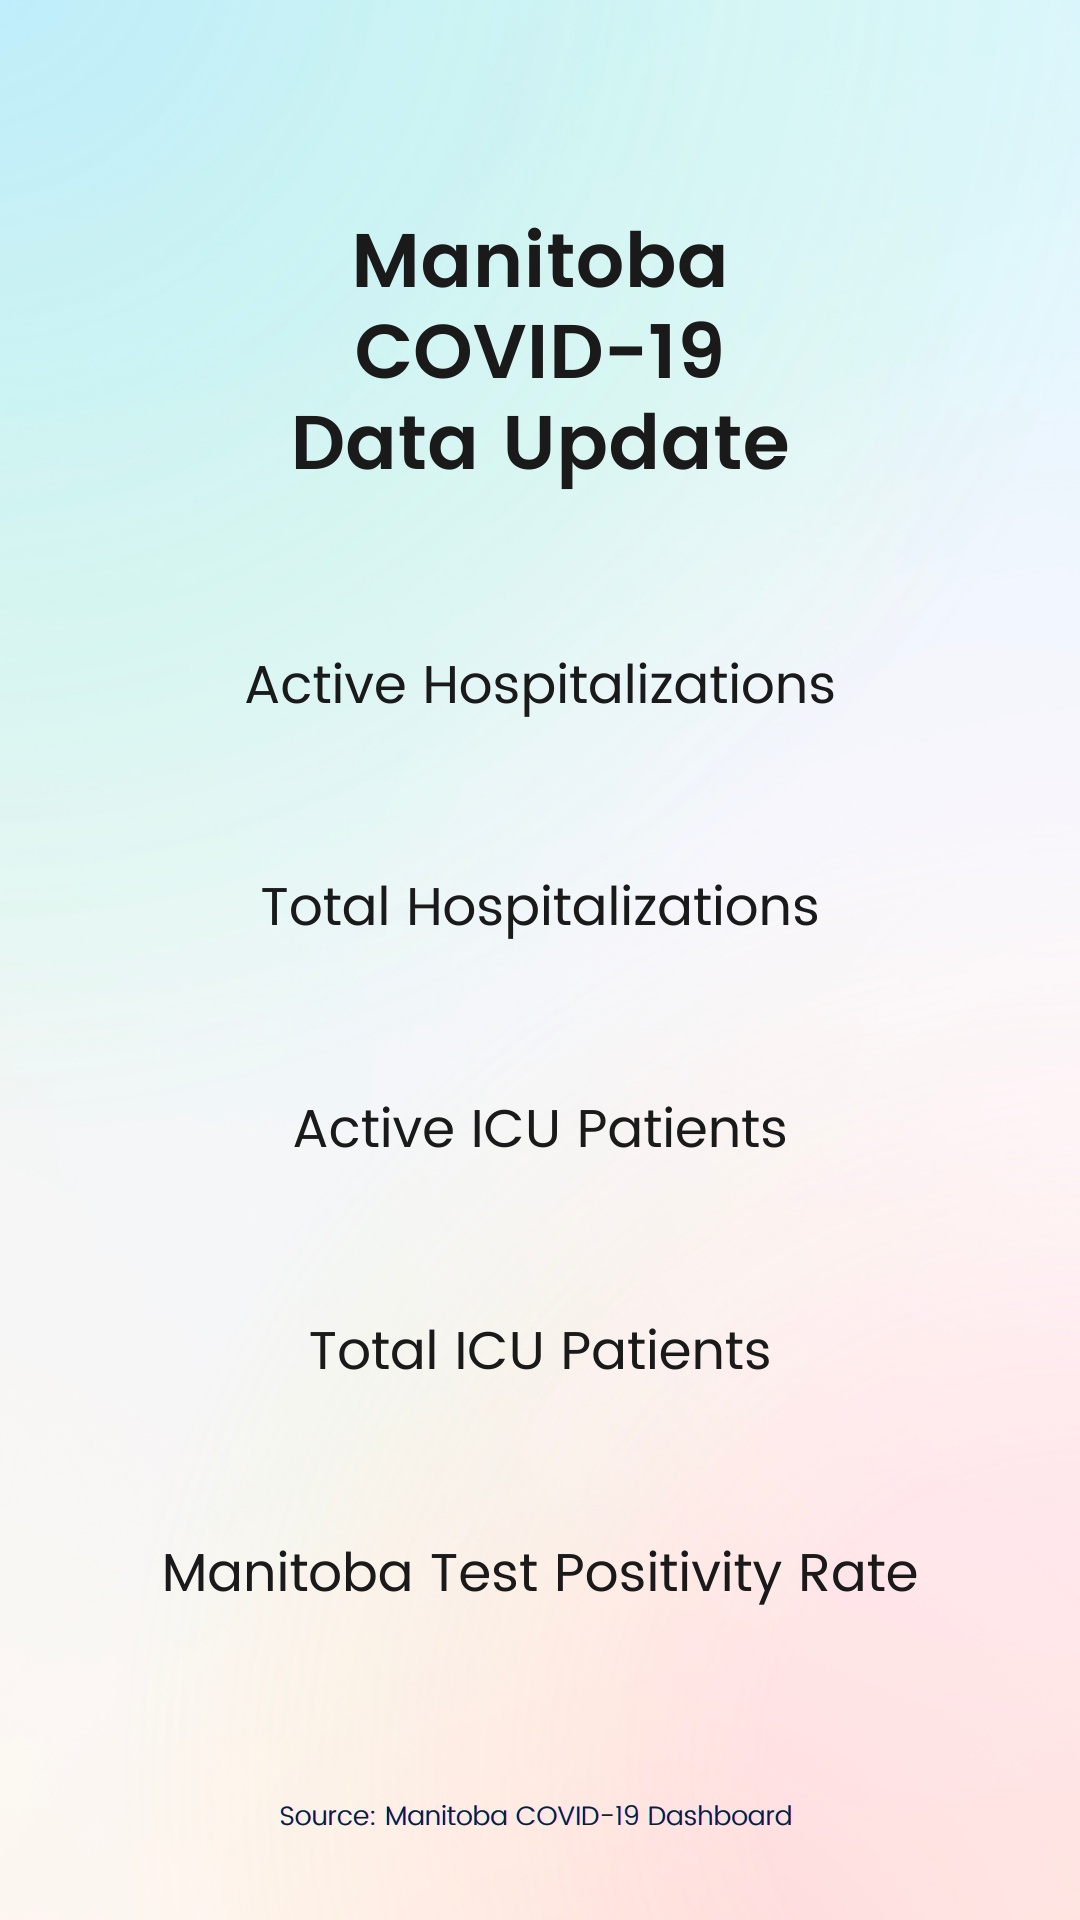 Manitoba
COVID-19
Data Update
Active Hospitalizations
Total Hospitalizations
Active ICU Patients
Total ICU Patients
Manitoba Test Positivity Rate
Source: Manitoba COVID-19 Dashboard